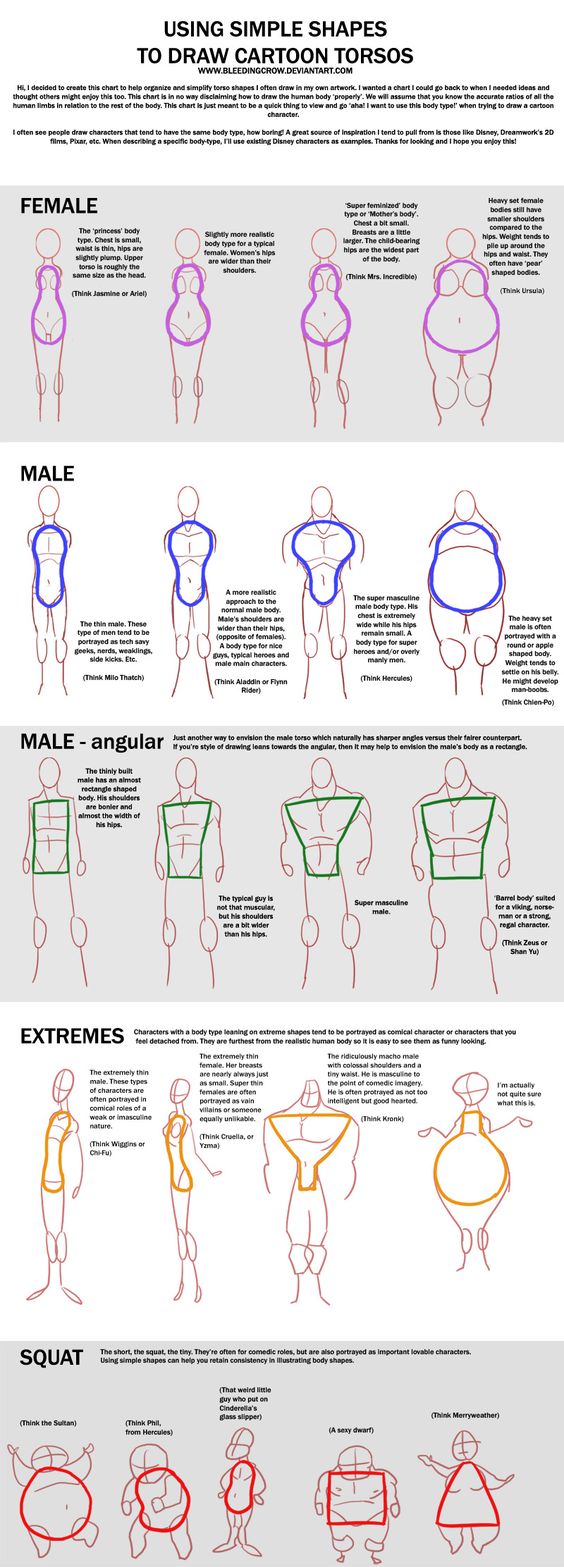 USING SIMPLE SHAPES
TO DRAW CARTOON TORSOS
WWW.BLEEDINGCROW.DEVIANTART.COM
Hi, I decided to create this chart to help organize and simplify torso shapes I often draw in my own artwork. I wanted a chart I could go back to when I needed ideas and
thought others might enjoy this too. This chart is in no way disclaiming how to draw the human body 'properly'. We will assume that you know the accurate ratios of all the
human limbs in relation to the rest of the body. This chart is just meant to be a quick thing to view and go 'aha! I want to use this body type!' when trying to draw a cartoon
character.
I often see people draw characters that tend to have the same body type, how boring! A great source of inspiration I tend to pull from is those like Disney, Dreamwork's 2D
films, Pixar, etc. When describing a specific body-type, I'll use existing Disney characters as examples. Thanks for looking and I hope you enjoy this!
FEMALE
The 'princess' body
type. Chest is small,
waist is thin, hips are
slightly plump. Upper
torso is roughly the
same size as the head.
(Think Jasmine or Ariel)
Slightly more realistic
body type for a typical
female. Women's hips
are wider than their
shoulders.
'Super feminized' body
type or 'Mother's body'.
Chest a bit small.
Breasts are a little
larger. The child-bearing
hips are the widest part
of the body.
(Think Mrs. Incredible)
Heavy set female
bodies still have
smaller shoulders
compared to the
hips. Weight tends to
pile up around the
hips and waist. They
often have 'pear'
shaped bodies.
(Think Ursula)
MALE
The thin male. These
type of men tend to be
portrayed as tech savy
geeks, nerds, weaklings,
side kicks. Etc.
(Think Milo Thatch)
A more realistic
approach to the
normal male body.
Male's shoulders are
wider than their hips,
(opposite of females).
A body type for nice
guys, typical heroes and
male main characters.
(Think Aladdin or Flynn
Rider)
The super masculine
male body type. His
chest is extremely
wide while his hips
remain small. A
body type for super
heroes and/or overly
manly men.
(Think Hercules)
The heavy set
male is often
portrayed with a
round or apple
shaped body.
Weight tends to
settle on his belly.
He might develop
man-boobs.
(Think Chien-Po)
MALE - angular
Just another way to envision the male torso which naturally has sharper angles versus their fairer counterpart.
If you're style of drawing leans towards the angular, then it may help to envision the male's body as a rectangle.
The thinly built
male has an almost
rectangle shaped
body. His shoulders
are bonier and
almost the width of
his hips.
The typical guy is
not that muscular,
but his shoulders
are a bit wider
than his hips.
Super masculine
male.
'Barrel body' suited
for a viking, norse-
man or a strong,
regal character.
(Think Zeus or
Shan Yu)
EXTREMES
Characters with a body type leaning on extreme shapes tend to be portrayed as comical character or characters that you
feel detached from. They are furthest from the realistic human body so it is easy to see them as funny looking.
The extremely thin
male. These types
of characters are
often portrayed in
comical roles of a
weak or imasculine
nature.
(Think Wiggins or
Chi-Fu)
The extremely thin
female. Her breasts
are nearly always just
as small. Super thin
females are often
portrayed as vain
villains or someone
equally unlikable.
(Think Cruella, or
Yzma)
The ridiculously macho male
with colossal shoulders and a
tiny waist. He is masculine to
the point of comedic imagery.
He is often portrayed as not too
intelligent but good hearted.
(Think Kronk)
I'm actually
not quite sure
what this is.
SQUAT
The short, the squat, the tiny. They're often for comedic roles, but are also portrayed as important lovable characters.
Using simple shapes can help you retain consistency in illustrating body shapes.
(Think the Sultan)
(Think Phil,
from Hercules)
(That weird little
guy who put on
Cinderella's
glass slipper)
(A sexy dwarf)
(Think Merryweather)